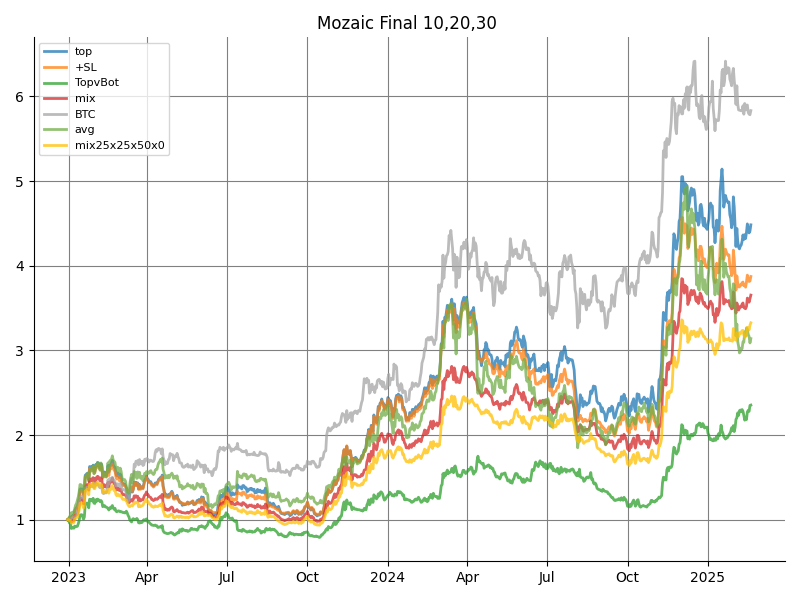 Mozaic Final 10,20,30
top
+SL
TopvBot
mix
BTC
avg
mix25x25x50x0
6
5
4
3
2
1
2023
Apr
Jul
Oct
2024
Apr
Jul
Oct
2025